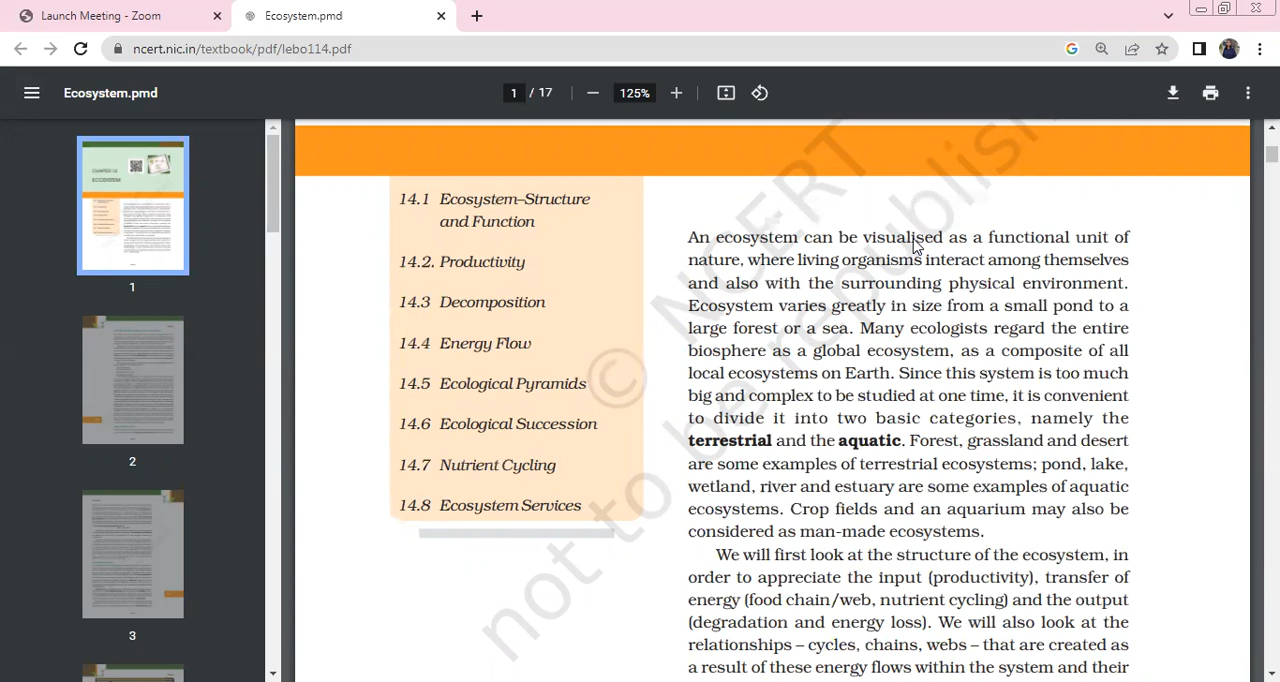 Launch Meeting - Zoom
Ecosystem.pmd
ncert.nic.in/textbook/pdf/lebo114.pdf
Ecosystem.pmd
1 / 17
125%
1
2
3
14.1 Ecosystem–Structure
and Function
14.2. Productivity
14.3 Decomposition
14.4 Energy Flow
14.5 Ecological Pyramids
14.6 Ecological Succession
14.7 Nutrient Cycling
14.8 Ecosystem Services
An ecosystem can be visualised as a functional unit of
nature, where living organisms interact among themselves
and also with the surrounding physical environment.
Ecosystem varies greatly in size from a small pond to a
large forest or a sea. Many ecologists regard the entire
biosphere as a global ecosystem, as a composite of all
local ecosystems on Earth. Since this system is too much
big and complex to be studied at one time, it is convenient
to divide it into two basic categories, namely the
terrestrial and the aquatic. Forest, grassland and desert
are some examples of terrestrial ecosystems; pond, lake,
wetland, river and estuary are some examples of aquatic
ecosystems. Crop fields and an aquarium may also be
considered as man-made ecosystems.
We will first look at the structure of the ecosystem, in
order to appreciate the input (productivity), transfer of
energy (food chain/web, nutrient cycling) and the output
(degradation and energy loss). We will also look at the
relationships – cycles, chains, webs – that are created as
a result of these energy flows within the system and their
© NCERT
not to be republish